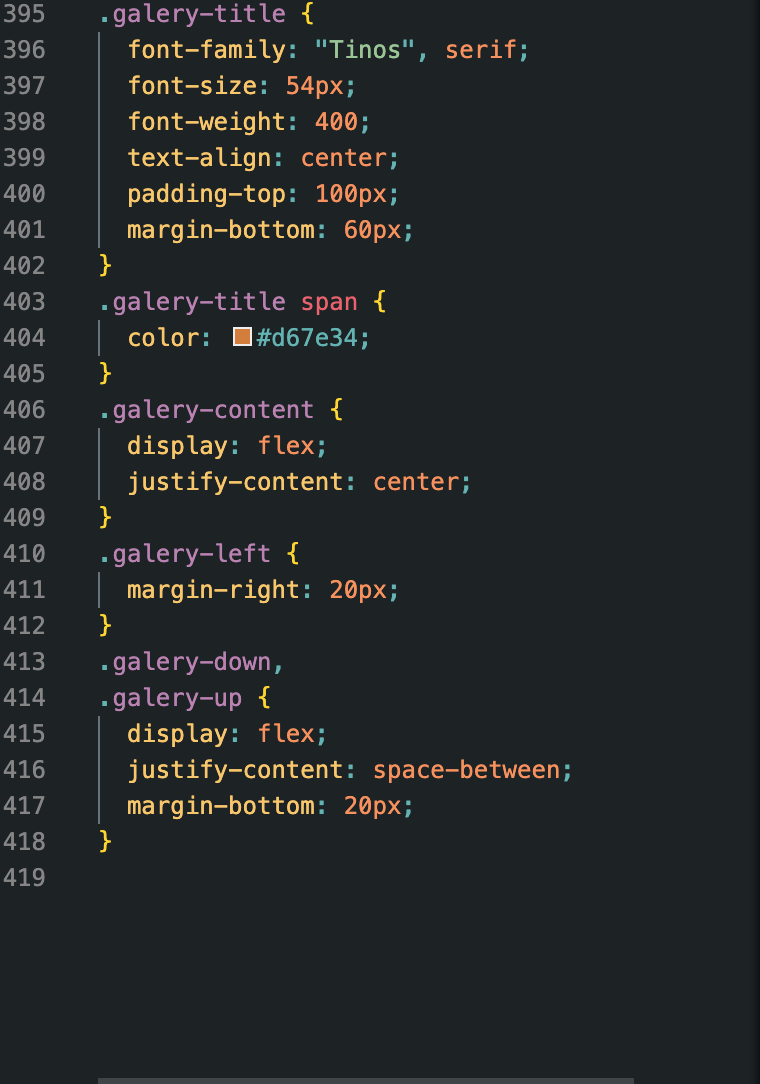 395 .galery-title {
396 font-family: "Tinos", serif;
397 font-size: 54px;
398 font-weight: 400;
399 text-align: center;
400 padding-top: 100px;
401 margin-bottom: 60px;
402 }
403 .galery-title span {
404 color: #d67e34;
405 }
406 .galery-content {
407 display: flex;
408 justify-content: center;
409 }
410 .galery-left {
411 margin-right: 20px;
412 }
413 .galery-down,
414 .galery-up {
415 display: flex;
416 justify-content: space-between;
417 margin-bottom: 20px;
418 }
419